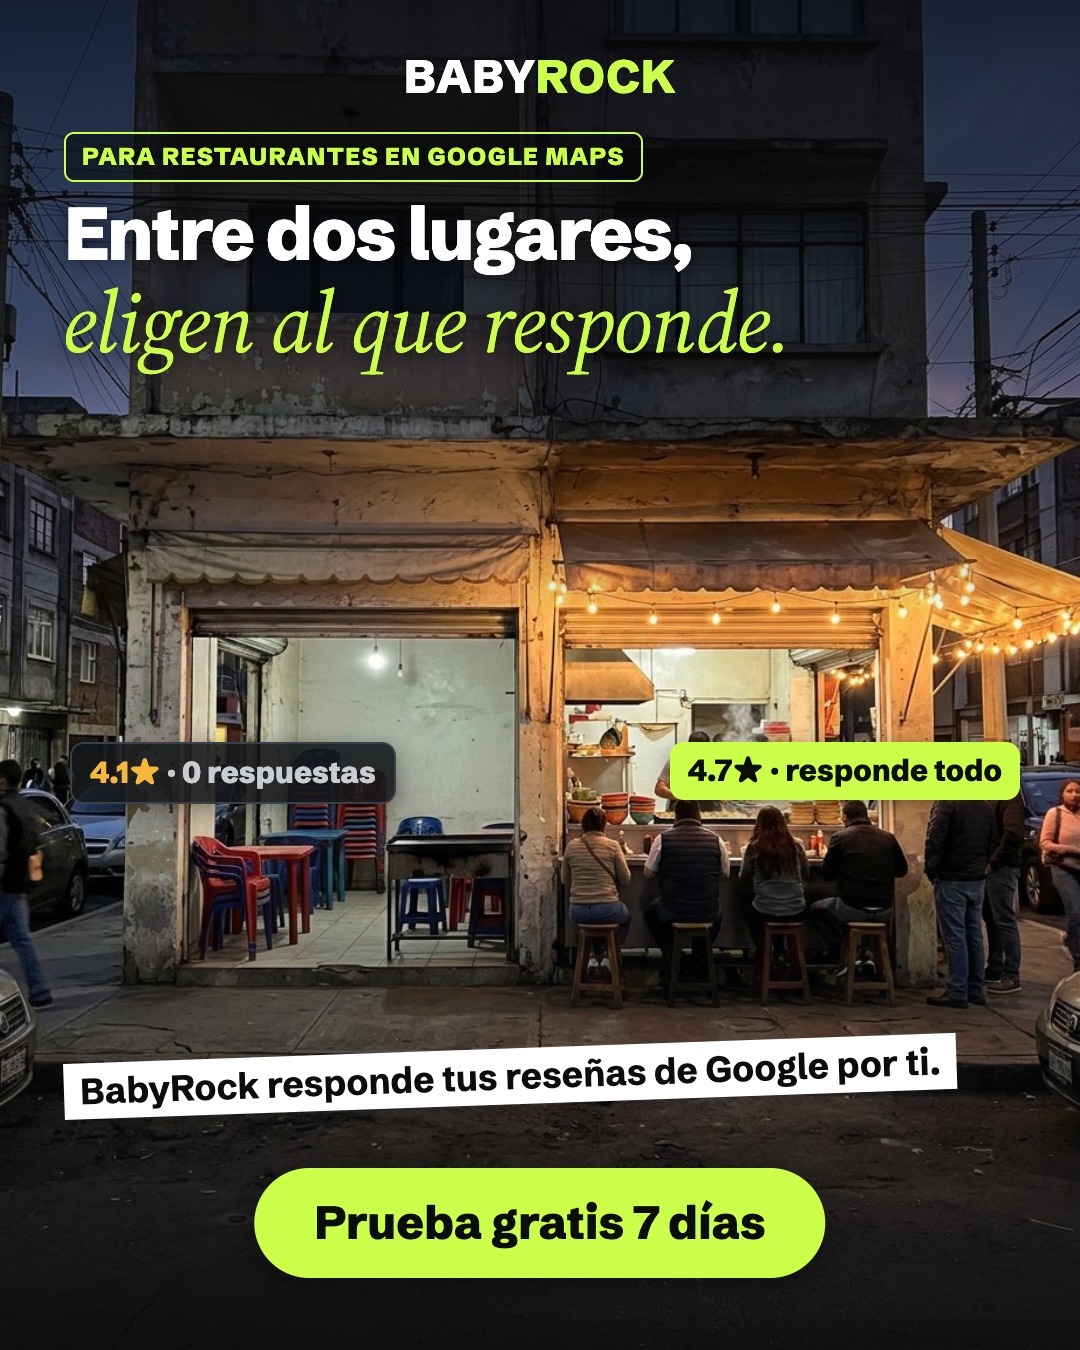 BABYROCK
PARA RESTAURANTES EN GOOGLE MAPS
Entre dos lugares,
eligen al que responde.
4.1★ · 0 respuestas
4.7★ · responde todo
BabyRock responde tus reseñas de Google por ti.
Prueba gratis 7 días